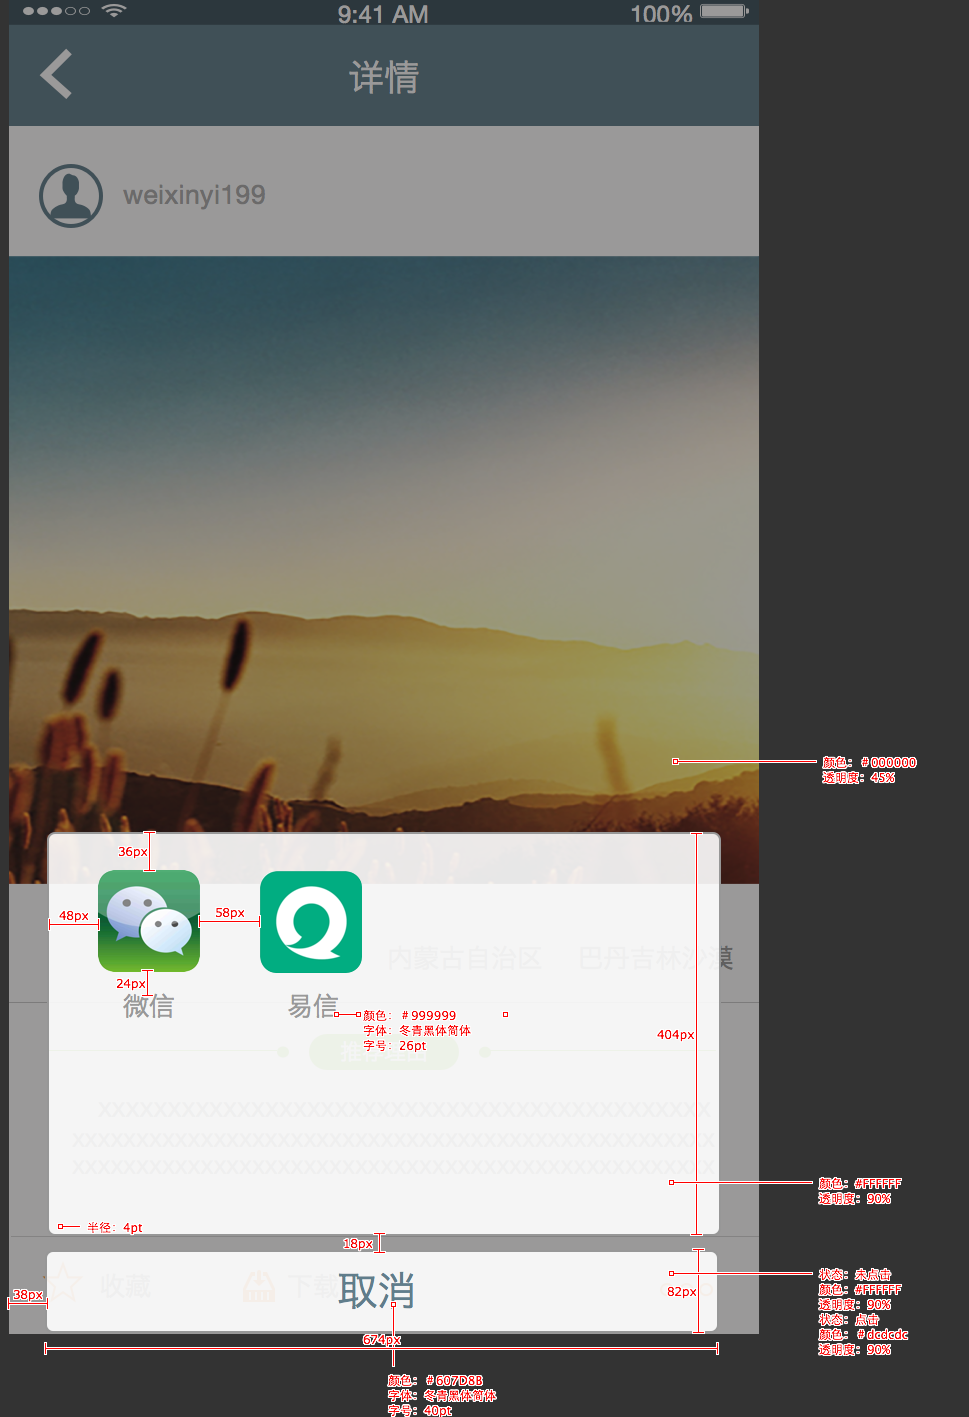 9:41 AM 100%
详情
weixinyi199
颜色：#000000
透明度：45%
36px
48px
58px
24px
内蒙古自治区 巴丹吉林沙漠
微信 易信
颜色：#999999
字体：冬青黑体简体
字号：26pt
404px
xxxxxxxxxxxxxxxxxxxxxxxxxxxxxxxxxxxxxxxxxxxx
xxxxxxxxxxxxxxxxxxxxxxxxxxxxxxxxxxxxxxxxxxxxxx
xxxxxxxxxxxxxxxxxxxxxxxxxxxxxxxxxxxxxxxxxxxxxx
颜色：#FFFFFF
透明度：90%
半径：4pt
18px
收藏 下载 取消
38px
82px
状态：未点击
颜色：#FFFFFF
透明度：90%
状态：点击
颜色：#dcdcdc
透明度：90%
674px
颜色：#607D8B
字体：冬青黑体简体
字号：40pt